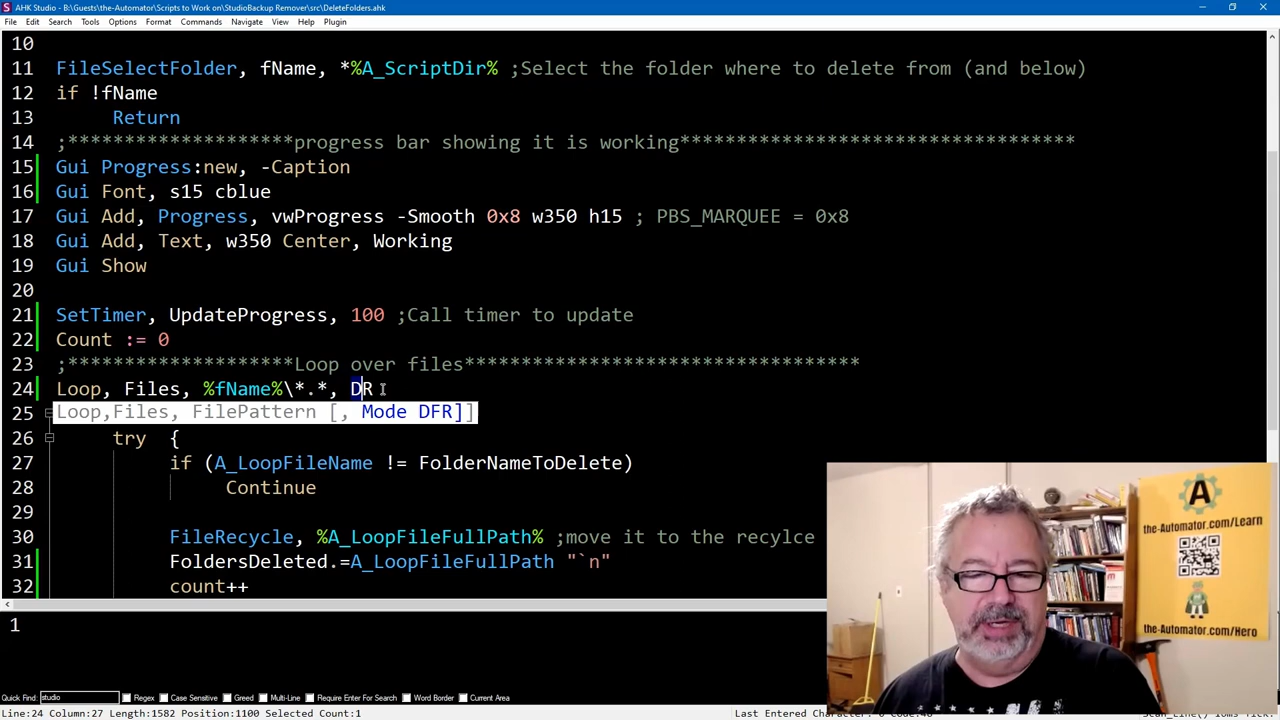 AHK Studio - B:\Guests\the-Automator\Scripts to Work on\StudioBackup Remover\src\DeleteFolders.ahk
File Edit Search Tools Options Format Commands Navigate View Help Plugin
10
11 FileSelectFolder, fName, *%A_ScriptDir% ;Select the folder where to delete from (and below)
12 if !fName
13 Return
14 ;********************progress bar showing it is working***********************************
15 Gui Progress:new, -Caption
16 Gui Font, s15 cblue
17 Gui Add, Progress, vwProgress -Smooth 0x8 w350 h15 ; PBS_MARQUEE = 0x8
18 Gui Add, Text, w350 Center, Working
19 Gui Show
20
21 SetTimer, UpdateProgress, 100 ;Call timer to update
22 Count := 0
23 ;********************Loop over files***********************************
24 Loop, Files, %fName%\*.*, DR
25 Loop,Files, FilePattern [, Mode DFR]]
26 try {
27 if (A_LoopFileName != FolderNameToDelete)
28 Continue
29
30 FileRecycle, %A_LoopFileFullPath% ;move it to the recylce
31 FoldersDeleted.=A_LoopFileFullPath "`n"
32 count++
1
Quick Find: studio Regex Case Sensitive Greed Multi-Line Require Enter For Search Word Border Current Area
Line:24 Column:27 Length:1582 Position:1100 Selected Count:1
A
the-Automator.com/Learn
the-Automator.com/Hero